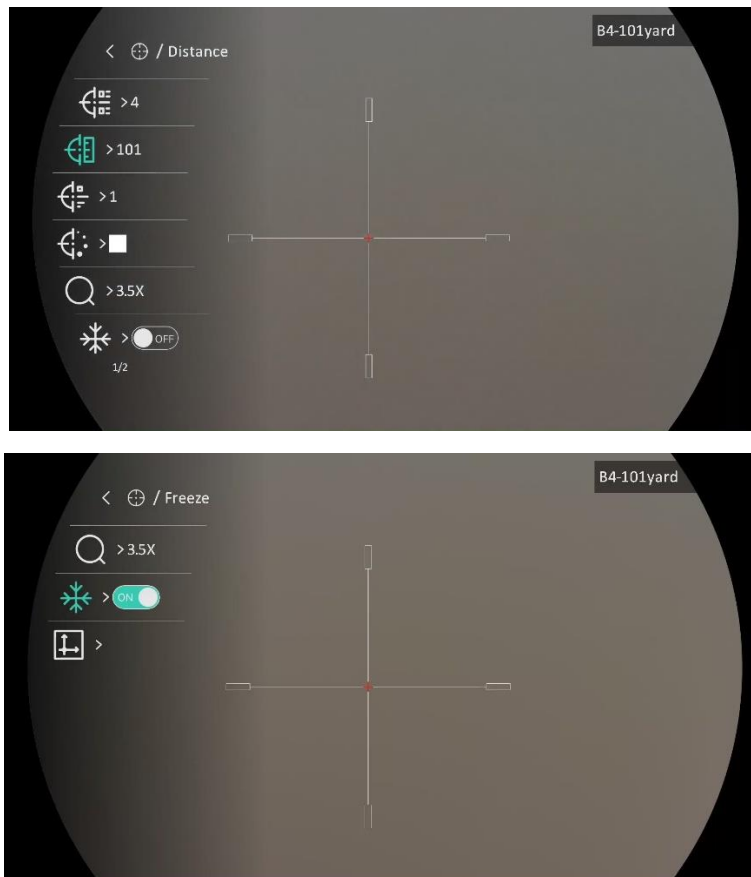 B4-101yard
< / Distance
>4
>101
>1
>
>3.5X
> OFF
1/2
B4-101yard
< / Freeze
>3.5X
> ON
>